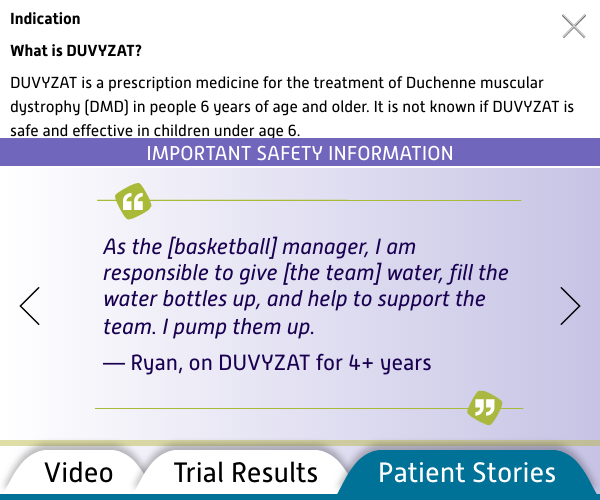 Indication
What is DUVYZAT?
DUVYZAT is a prescription medicine for the treatment of Duchenne muscular
dystrophy (DMD) in people 6 years of age and older. It is not known if DUVYZAT is
safe and effective in children under age 6.
IMPORTANT SAFETY INFORMATION
“
As the [basketball] manager, I am
responsible to give [the team] water, fill the
water bottles up, and help to support the
team. I pump them up.
— Ryan, on DUVYZAT for 4+ years
”
Video Trial Results Patient Stories